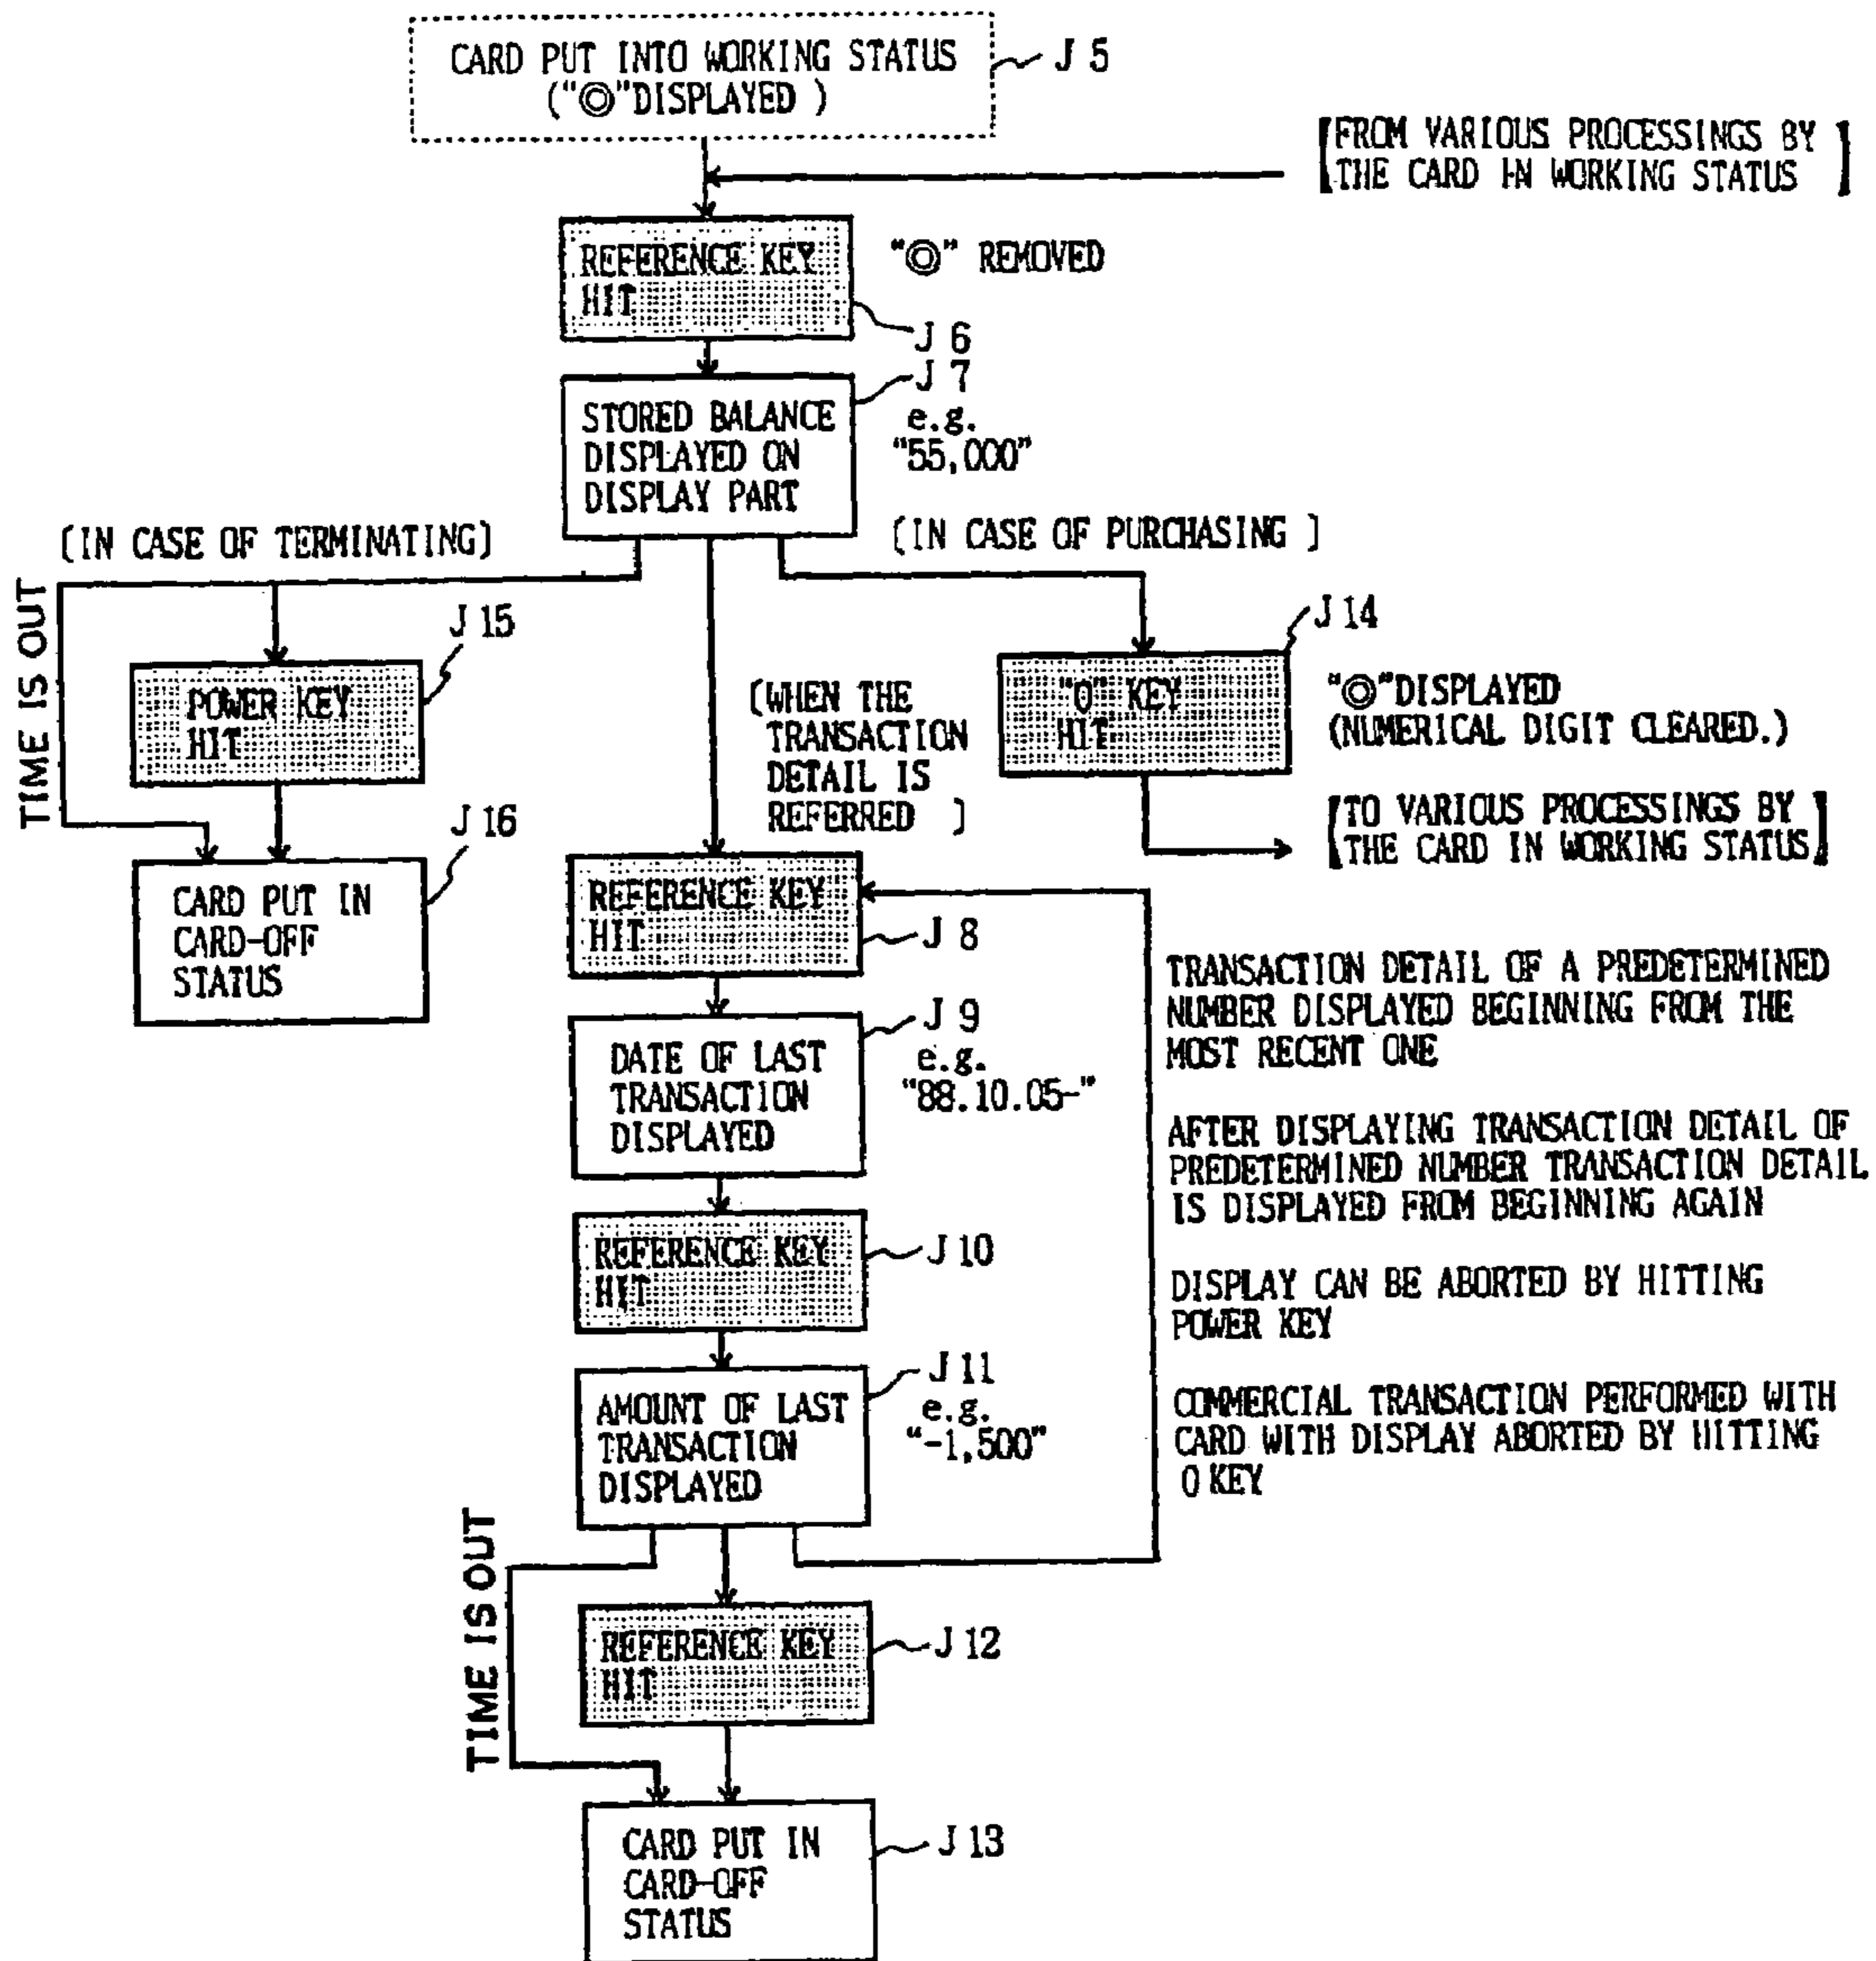 CARD PUT INTO WORKING STATUS
("◎"DISPLAYED )
J 5
[FROM VARIOUS PROCESSINGS BY ]
THE CARD IN WORKING STATUS
REFERENCE KEY
HIT
"◎" REMOVED
J 6
J 7
STORED BALANCE
DISPLAYED ON
DISPLAY PART
e.g.
"55,000"
(IN CASE OF TERMINATING)
(IN CASE OF PURCHASING )
TIME IS OUT
J 15
POWER KEY
HIT
J 16
CARD PUT IN
CARD-OFF
STATUS
(WHEN THE
TRANSACTION
DETAIL IS
REFERRED )
J 14
"0" KEY
HIT
"◎"DISPLAYED
(NUMERICAL DIGIT CLEARED.)
[TO VARIOUS PROCESSINGS BY
THE CARD IN WORKING STATUS]
REFERENCE KEY
HIT
J 8
J 9
DATE OF LAST
TRANSACTION
DISPLAYED
e.g.
"88.10.05-"
REFERENCE KEY
HIT
J 10
J 11
AMOUNT OF LAST
TRANSACTION
DISPLAYED
e.g.
"-1,500"
TRANSACTION DETAIL OF A PREDETERMINED
NUMBER DISPLAYED BEGINNING FROM THE
MOST RECENT ONE
AFTER DISPLAYING TRANSACTION DETAIL OF
PREDETERMINED NUMBER TRANSACTION DETAIL
IS DISPLAYED FROM BEGINNING AGAIN
DISPLAY CAN BE ABORTED BY HITTING
POWER KEY
COMMERCIAL TRANSACTION PERFORMED WITH
CARD WITH DISPLAY ABORTED BY HITTING
0 KEY
TIME IS OUT
REFERENCE KEY
HIT
J 12
CARD PUT IN
CARD-OFF
STATUS
J 13